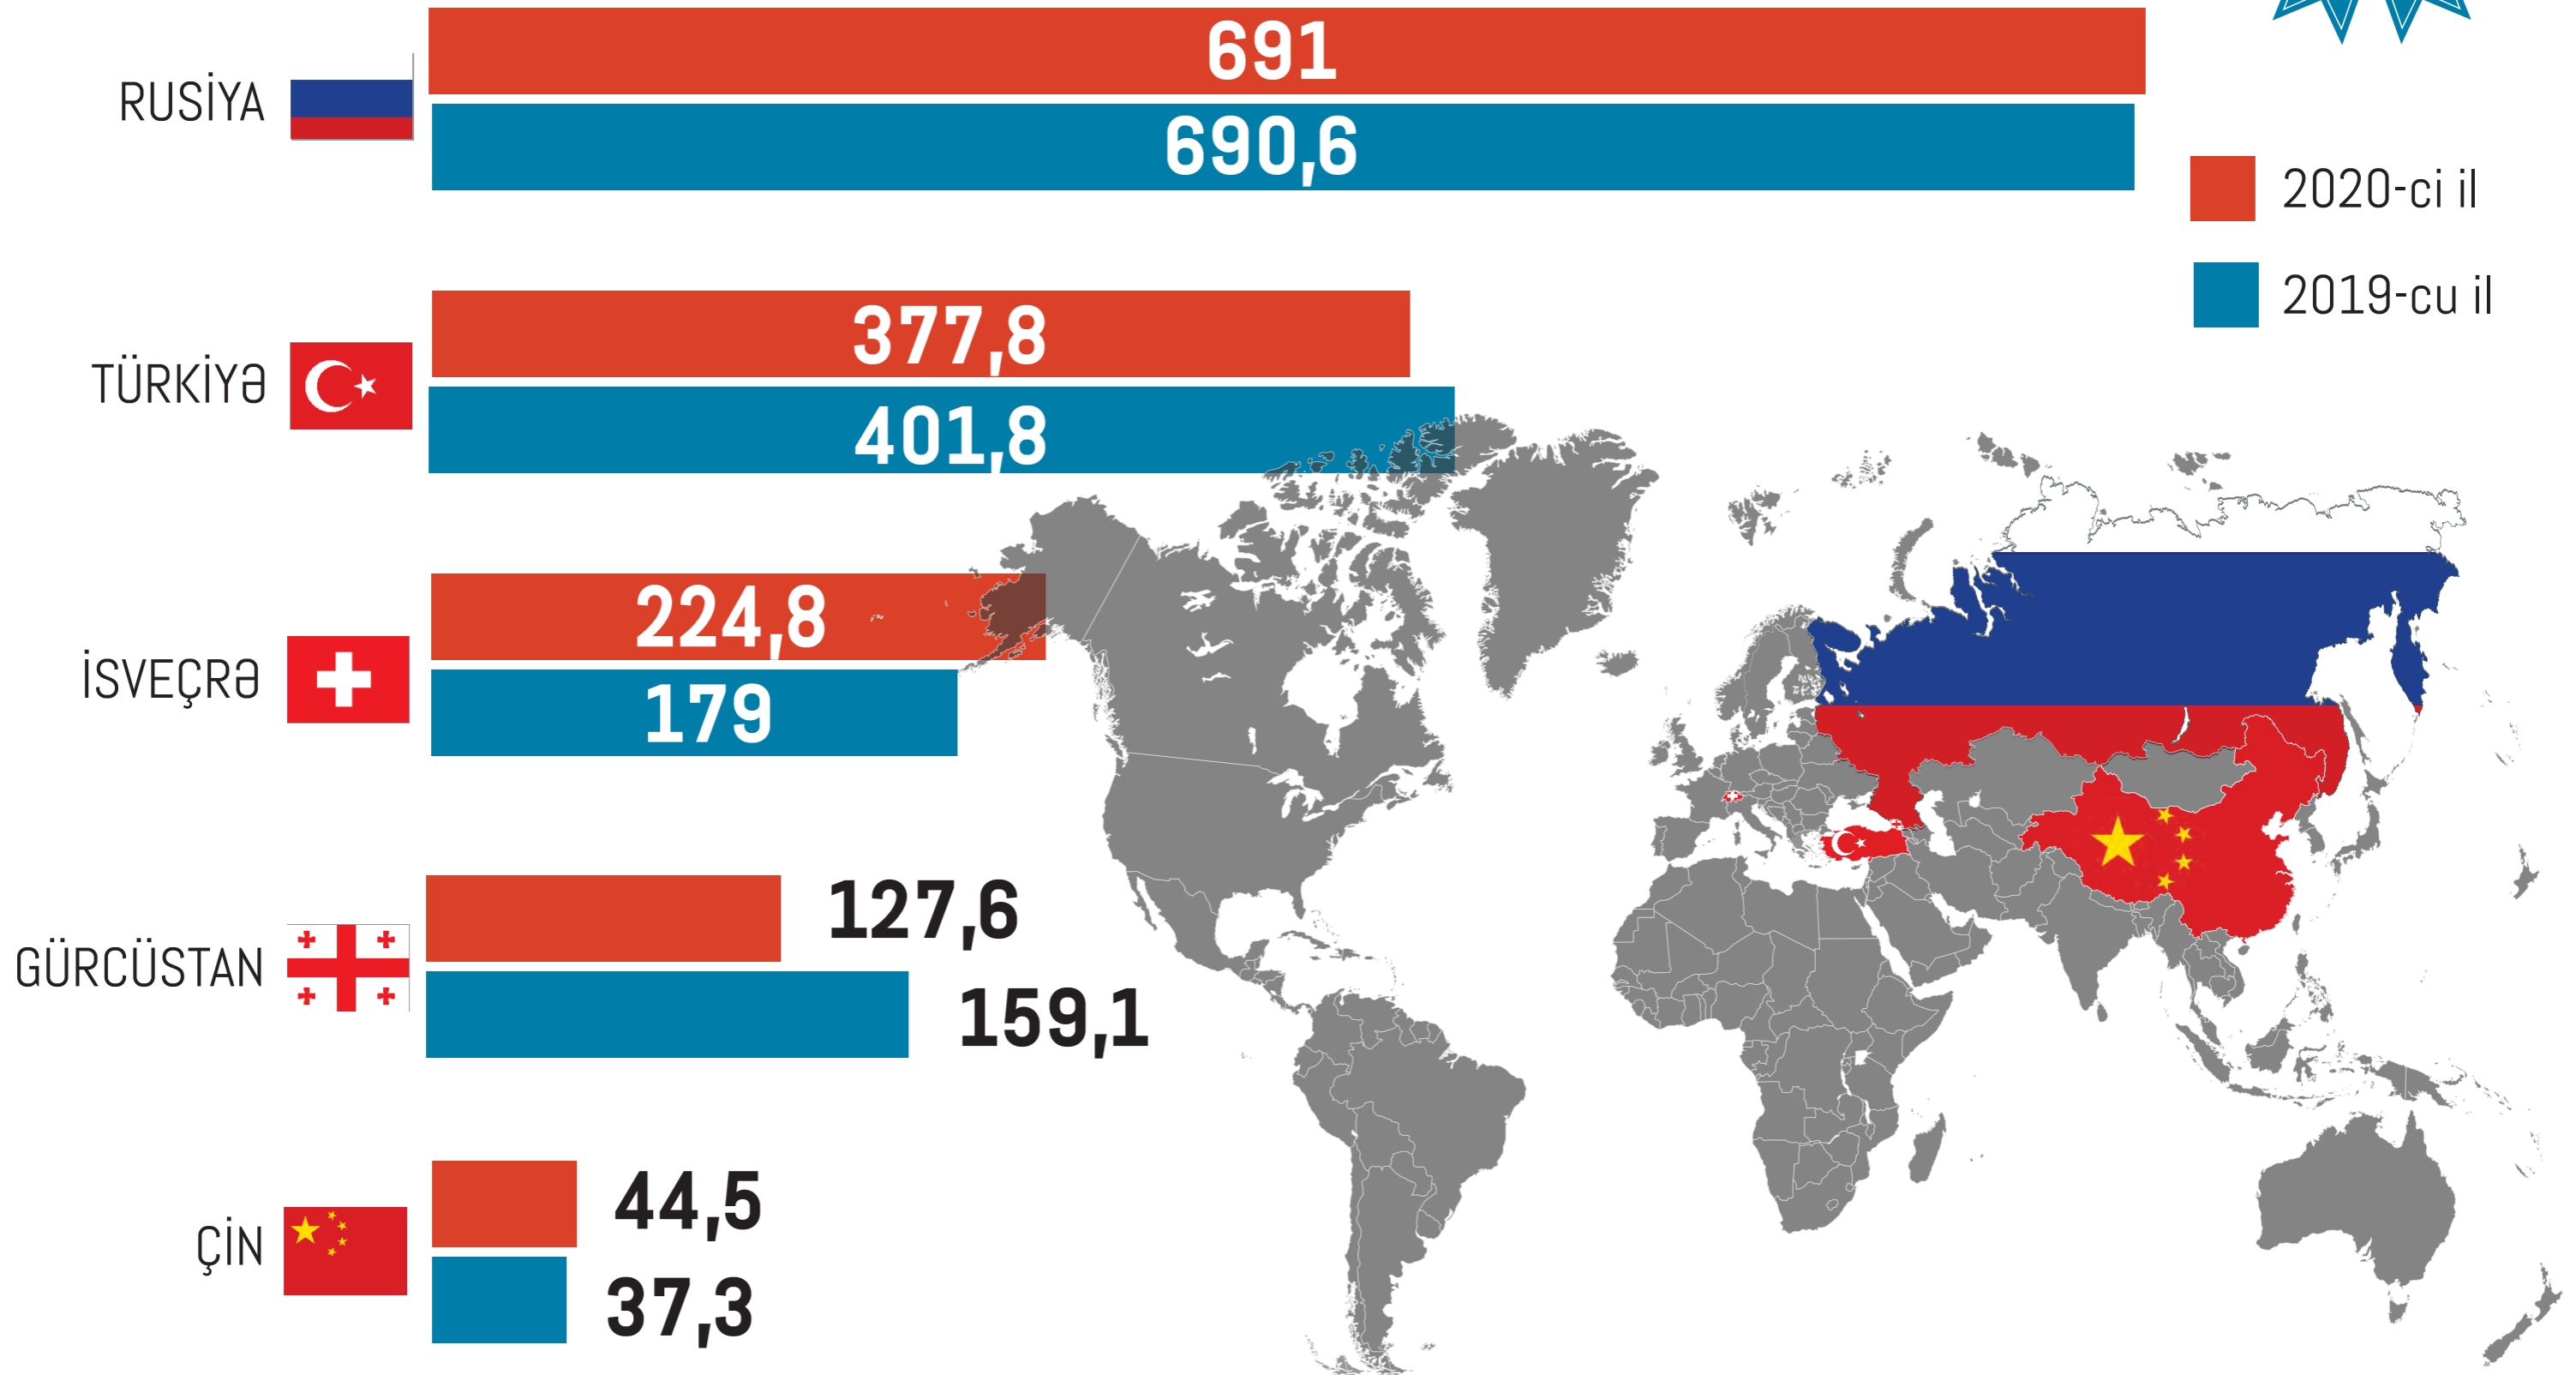 RUSİYA
691
690,6
2020-ci il
2019-cu il
TÜRKİYƏ
377,8
401,8
İSVEÇRƏ
224,8
179
GÜRCÜSTAN
127,6
159,1
ÇİN
44,5
37,3